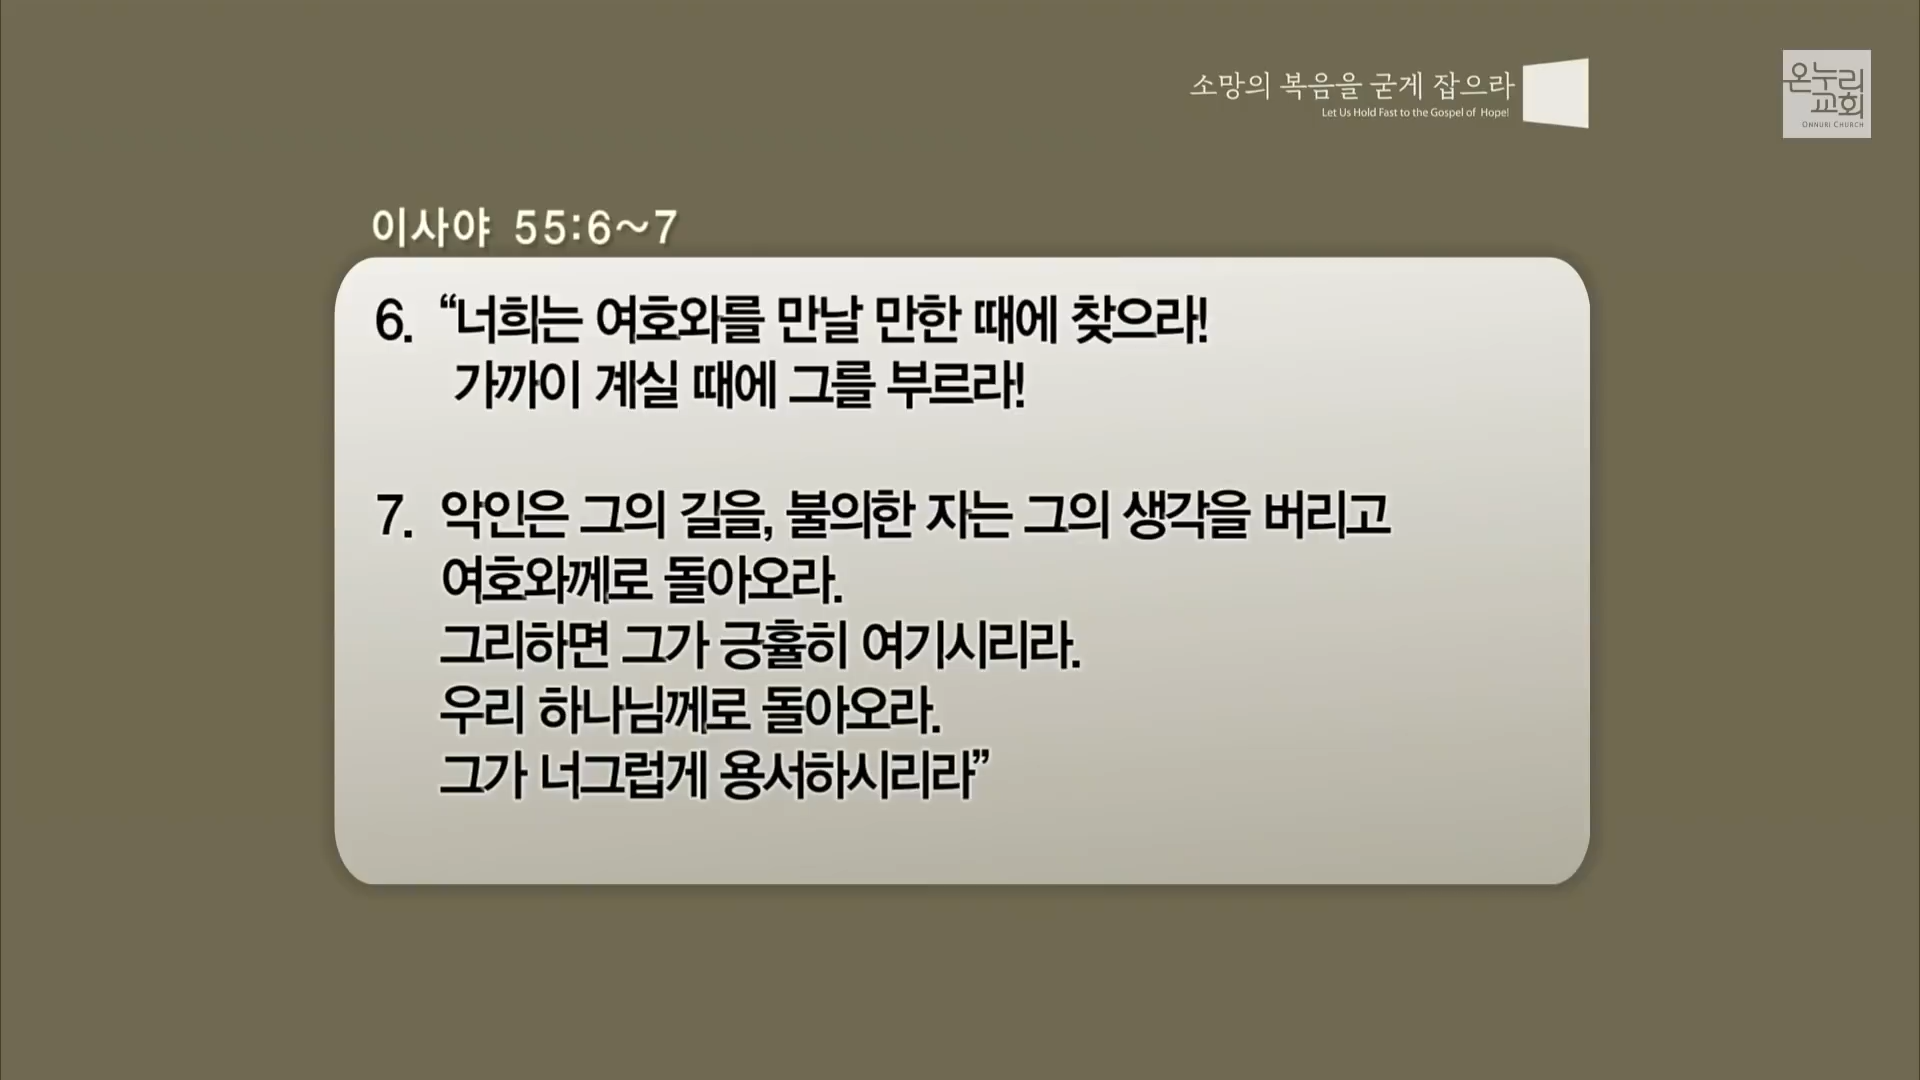 소망의 복음을 굳게 잡으라
Let Us Hold Fast to the Gospel of Hope!
온누리
교회
ONNURI CHURCH
이사야 55:6~7
6. “너희는 여호와를 만날 만한 때에 찾으라!
가까이 계실 때에 그를 부르라!
7. 악인은 그의 길을, 불의한 자는 그의 생각을 버리고
여호와께로 돌아오라.
그리하면 그가 긍휼히 여기시리라.
우리 하나님께로 돌아오라.
그가 너그럽게 용서하시리라”